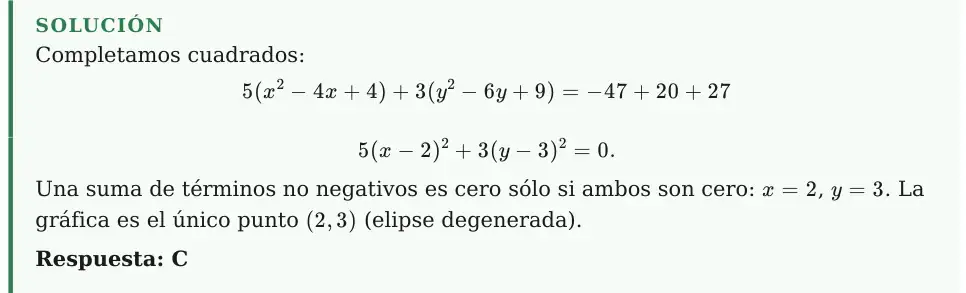 SOLUCIÓN
Completamos cuadrados:
5(x² − 4x + 4) + 3(y² − 6y + 9) = −47 + 20 + 27
5(x − 2)² + 3(y − 3)² = 0.
Una suma de términos no negativos es cero sólo si ambos son cero: x = 2, y = 3. La
gráfica es el único punto (2, 3) (elipse degenerada).
Respuesta: C